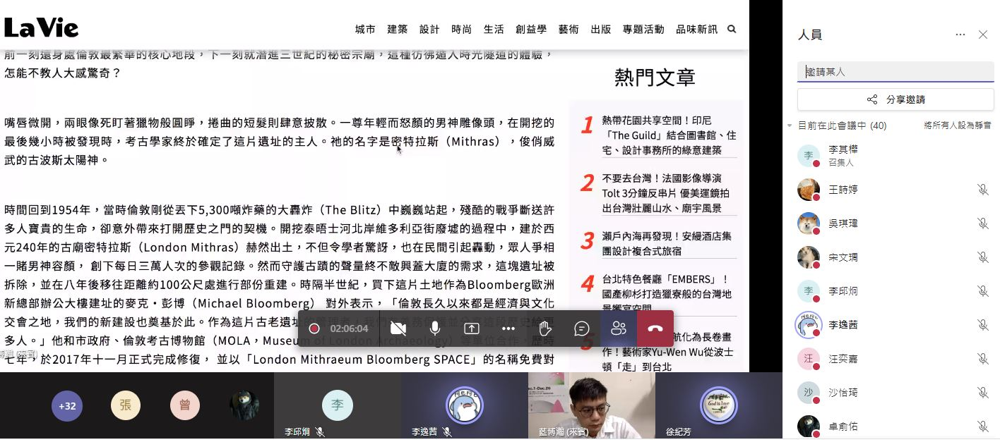 La Vie
城市 建築 設計 時尚 生活 創益學 藝術 出版 專題活動 品味新訊
前一刻還身處倫敦最繁華的核心地段，下一刻就潛進三世紀的秘密宗廟，這種彷彿遁入時光隧道的體驗，
怎能不教人大感驚奇？
嘴唇微開，兩眼像死盯著獵物般圓睜，捲曲的短髮則肆意披散。一尊年輕而怒顏的男神雕像頭，在開挖的
最後幾小時被發現時，考古學家終於確定了這片遺址的主人。祂的名字是密特拉斯（Mithras），俊俏威
武的古波斯太陽神。
時間回到1954年，當時倫敦剛從丟下5,300噸炸藥的大轟炸（The Blitz）中巍巍站起，殘酷的戰爭斷送許
多人寶貴的生命，卻意外帶來打開歷史之門的契機。開挖泰晤士河北岸維多利亞街廢墟的過程中，建於西
元240年的古廟密特拉斯（London Mithras）赫然出土，不但令學者驚訝，也在民間引起轟動，眾人爭相
一睹男神容顏， 創下每日三萬人次的參觀記錄。然而守護古蹟的聲量終不敵興蓋大廈的需求，這塊遺址被
拆除，並在八年後移往距離約100公尺處進行部份重建。時隔半世紀，買下這片土地作為Bloomberg歐洲
新總部辦公大樓建址的麥克・彭博（Michael Bloomberg） 對外表示，「倫敦長久以來都是經濟與文化
交會之地，我們的新建設也奠基於此。作為這片古老遺址的管理者，我們有義務保護並分享這段歷史給更
多人。」他和市政府、倫敦考古博物館（MOLA，Museum of London Archaeology）等單位合作，歷時
七年，於2017年十一月正式完成修復， 並以「London Mithraeum Bloomberg SPACE」的名稱免費對
熱門文章
1 熱帶花園共享空間！印尼
「The Guild」結合圖書館、住
宅、設計事務所的綠意建築
2 不要去台灣！法國影像導演
Tolt 3分鐘反串片 優美運鏡拍
出台灣壯麗山水、廟宇風景
3 瀨戶內海再發現！安縵酒店集
團設計複合式旅宿
4 台北特色餐廳「EMBERS」！
國產柳杉打造獵寮般的台灣地
景饗宴空間
5
航化為長卷畫
作！藝術家Yu-Wen Wu從波士
頓「走」到台北
02:06:04
+32
張
曾
李
李邱炯
李逸茜
藍博瀚 (來賓)
God is love
徐紀芳
人員
邀請某人
分享邀請
目前在此會議中 (40)
將所有人設為靜音
李
李其樺
召集人
王詩婷
吳琪瑋
宋文琱
李
李邱炯
李逸茜
汪
汪奕嘉
沙
沙怡琦
卓俞佑